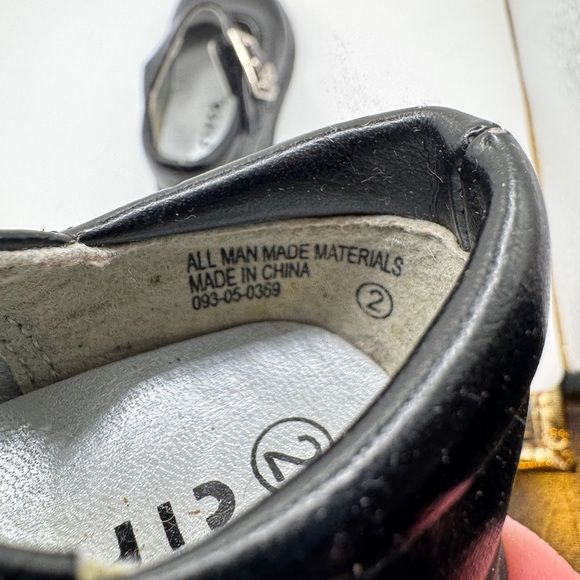 ALL MAN MADE MATERIALS
MADE IN CHINA
093-05-0369
2
2